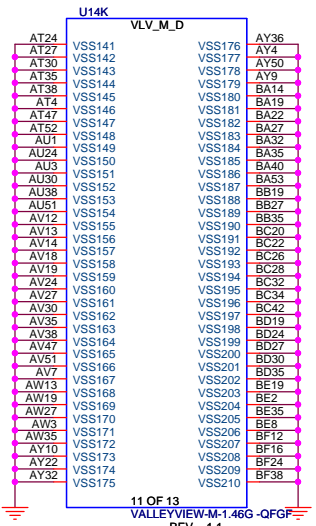 U14K
VLV_M_D
AT24 VSS141 VSS176 AY36
AT27 VSS142 VSS177 AY4
AT30 VSS143 VSS178 AY50
AT35 VSS144 VSS179 AY9
AT38 VSS145 VSS180 BA14
AT4 VSS146 VSS181 BA19
AT47 VSS147 VSS182 BA22
AT52 VSS148 VSS183 BA27
AU1 VSS149 VSS184 BA32
AU24 VSS150 VSS185 BA35
AU3 VSS151 VSS186 BA40
AU30 VSS152 VSS187 BA53
AU38 VSS153 VSS188 BB19
AU51 VSS154 VSS189 BB27
AV12 VSS155 VSS190 BB35
AV13 VSS156 VSS191 BC20
AV14 VSS157 VSS192 BC22
AV18 VSS158 VSS193 BC26
AV19 VSS159 VSS194 BC28
AV24 VSS160 VSS195 BC32
AV27 VSS161 VSS196 BC34
AV30 VSS162 VSS197 BC42
AV35 VSS163 VSS198 BD19
AV38 VSS164 VSS199 BD24
AV47 VSS165 VSS200 BD27
AV51 VSS166 VSS201 BD30
AV7 VSS167 VSS202 BD35
AW13 VSS168 VSS203 BE19
AW19 VSS169 VSS204 BE2
AW27 VSS170 VSS205 BE35
AW3 VSS171 VSS206 BE8
AW35 VSS172 VSS207 BF12
AY10 VSS173 VSS208 BF16
AY22 VSS174 VSS209 BF24
AY32 VSS175 VSS210 BF38
11 OF 13
VALLEYVIEW-M-1.46G -QFGF